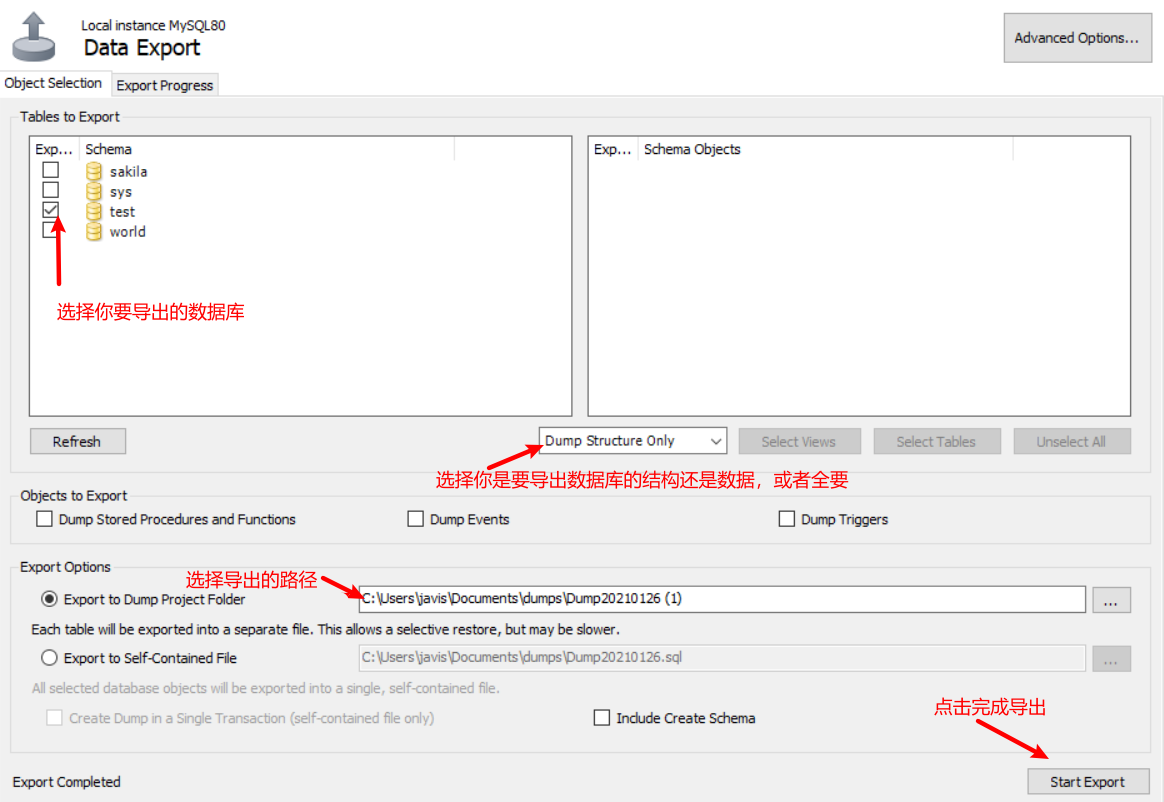 Local instance MySQL80
Data Export
Advanced Options...
Object Selection
Export Progress
Tables to Export
Exp... Schema
Exp... Schema Objects
sakila
sys
test
world
选择你要导出的数据库
Refresh
Dump Structure Only
Select Views
Select Tables
Unselect All
选择你是要导出数据库的结构还是数据，或者全要
Objects to Export
Dump Stored Procedures and Functions
Dump Events
Dump Triggers
Export Options
选择导出的路径
Export to Dump Project Folder
C:\Users\javis\Documents\dumps\Dump20210126 (1)
...
Each table will be exported into a separate file. This allows a selective restore, but may be slower.
Export to Self-Contained File
C:\Users\javis\Documents\dumps\Dump20210126.sql
...
All selected database objects will be exported into a single, self-contained file.
Create Dump in a Single Transaction (self-contained file only)
Include Create Schema
点击完成导出
Export Completed
Start Export